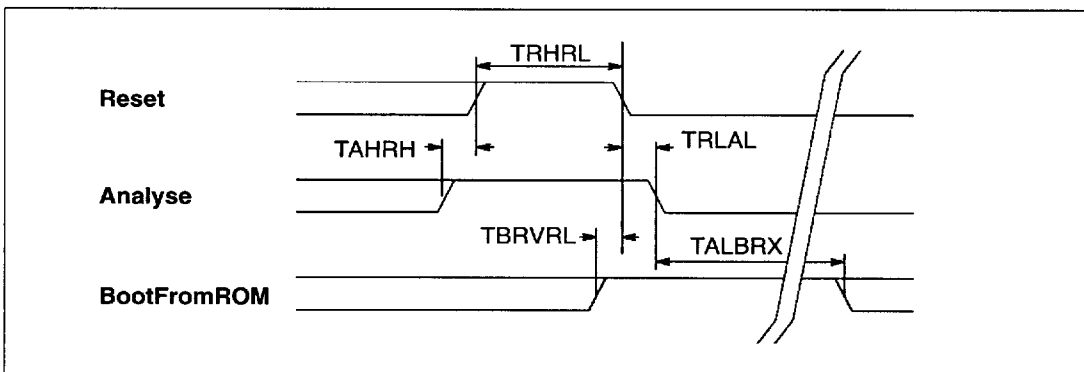 TRHRL
Reset
TAHRH
TRLAL
Analyse
TBRVRL
TALBRX
BootFromROM